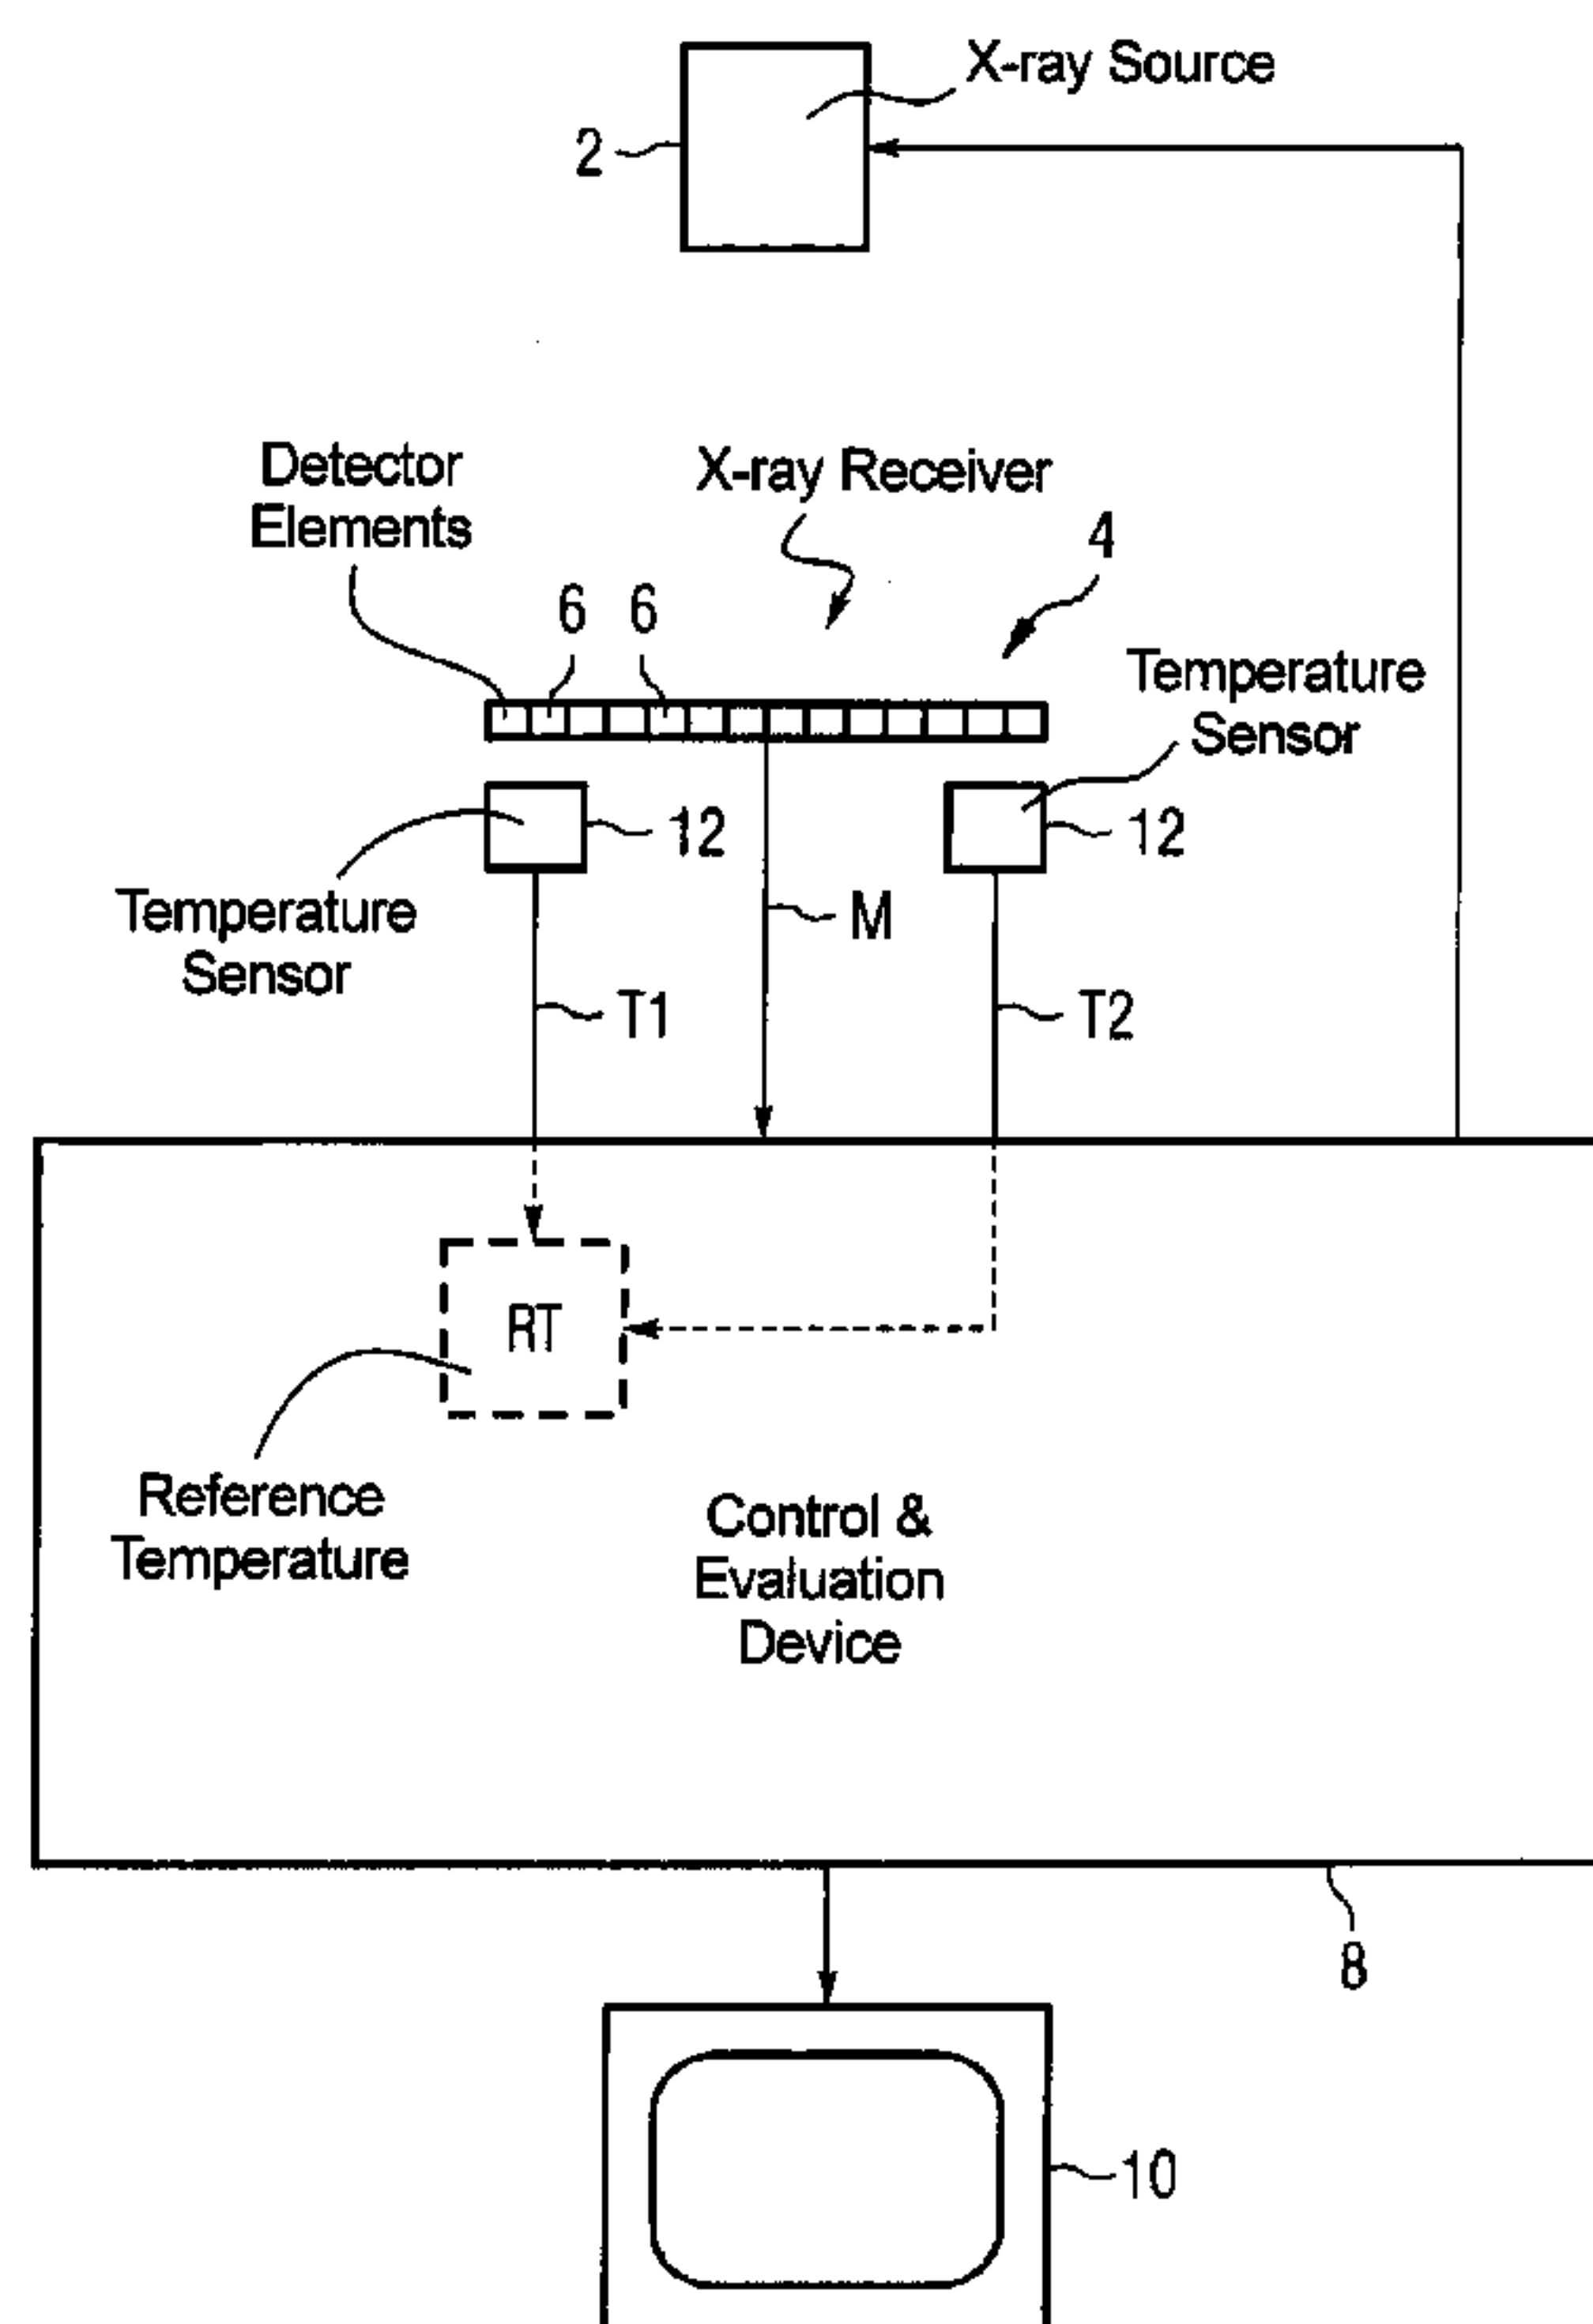 X-ray Source
2
Detector
Elements
X-ray Receiver
4
6 6
Temperature
Sensor
12
12
Temperature
Sensor
M
T1
T2
RT
Reference
Temperature
Control &
Evaluation
Device
8
10